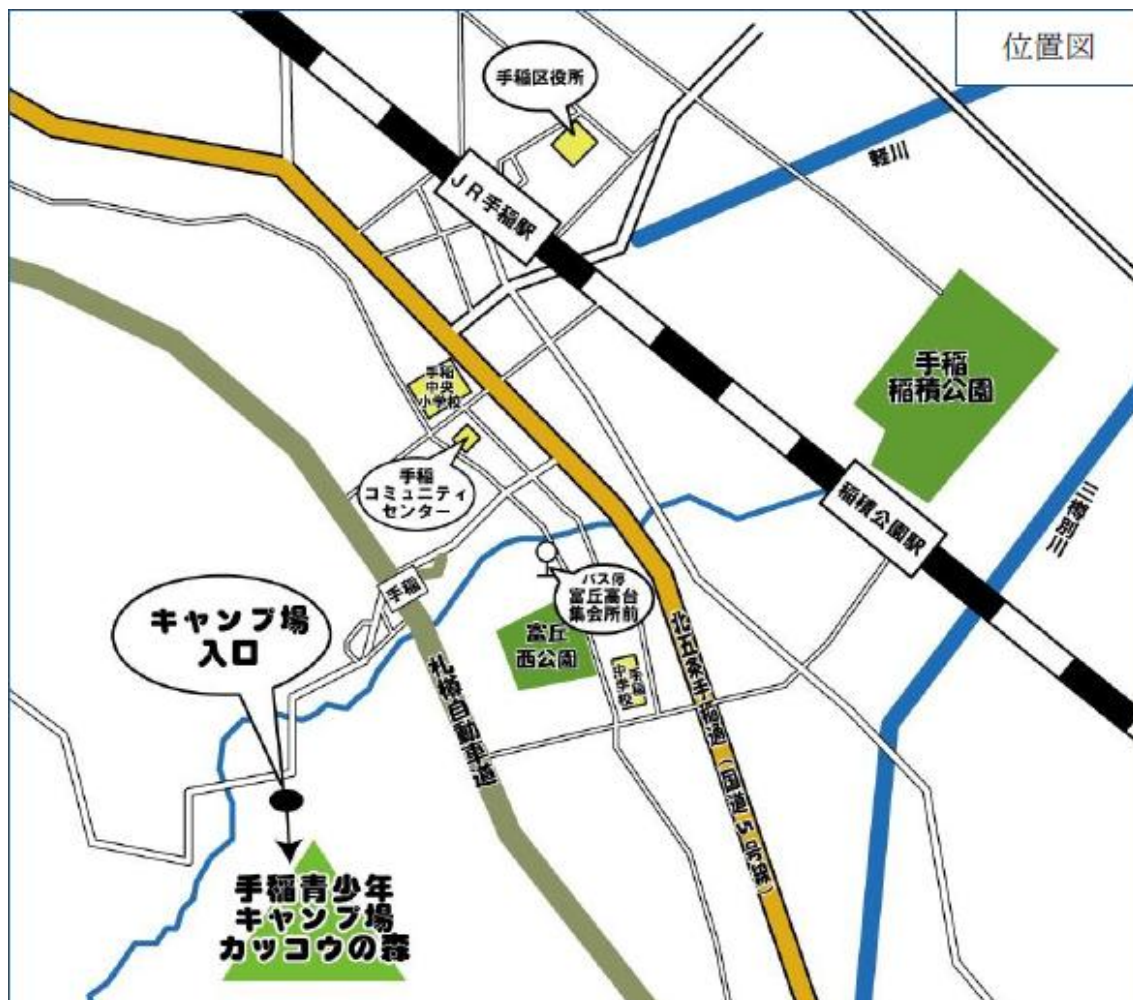 位置図
手稲区役所
軽川
JR手稲駅
手稲
稲積公園
手稲
中央
小学校
手稲
コミュニティ
センター
稲積公園駅
三樽別川
バス停
富丘高台
集会所前
手稲
キャンプ場
入口
富丘
西公園
手稲
中学校
北五条手稲通(国道5号線)
札樽自動車道
手稲青少年
キャンプ場
カッコウの森